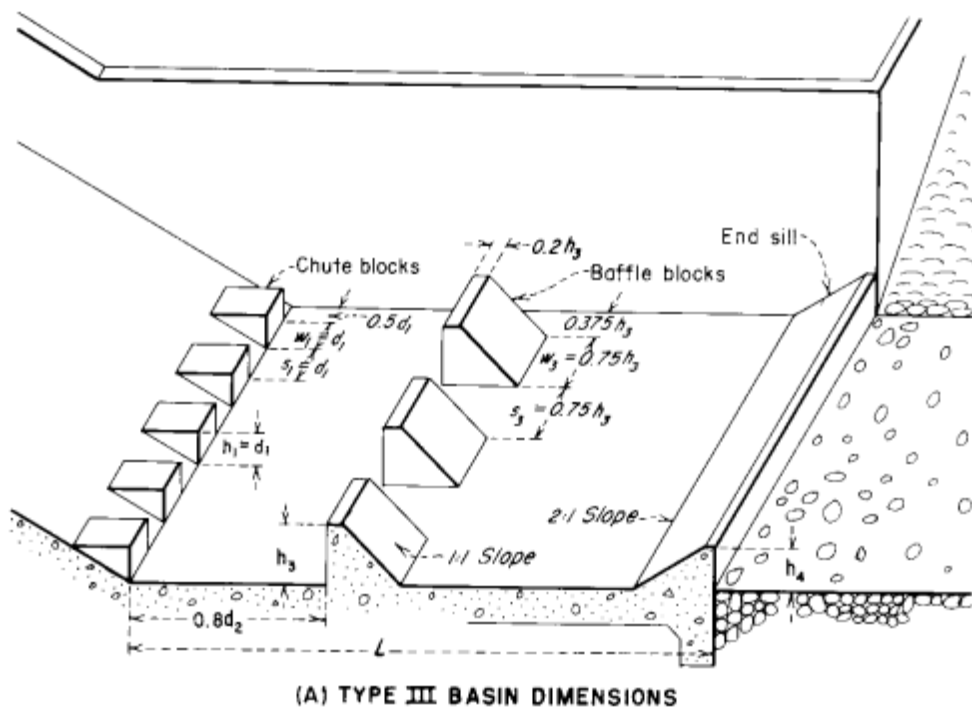 0.2h₃
End sill
Chute blocks
Baffle blocks
0.5d₁
w₁=d₁
s₁=d₁
0.375h₃
w₃=0.75h₃
s₃=0.75h₃
h₁=d₁
2:1 Slope
h₃
1:1 Slope
h₄
0.8d₂
L
(A) TYPE III BASIN DIMENSIONS